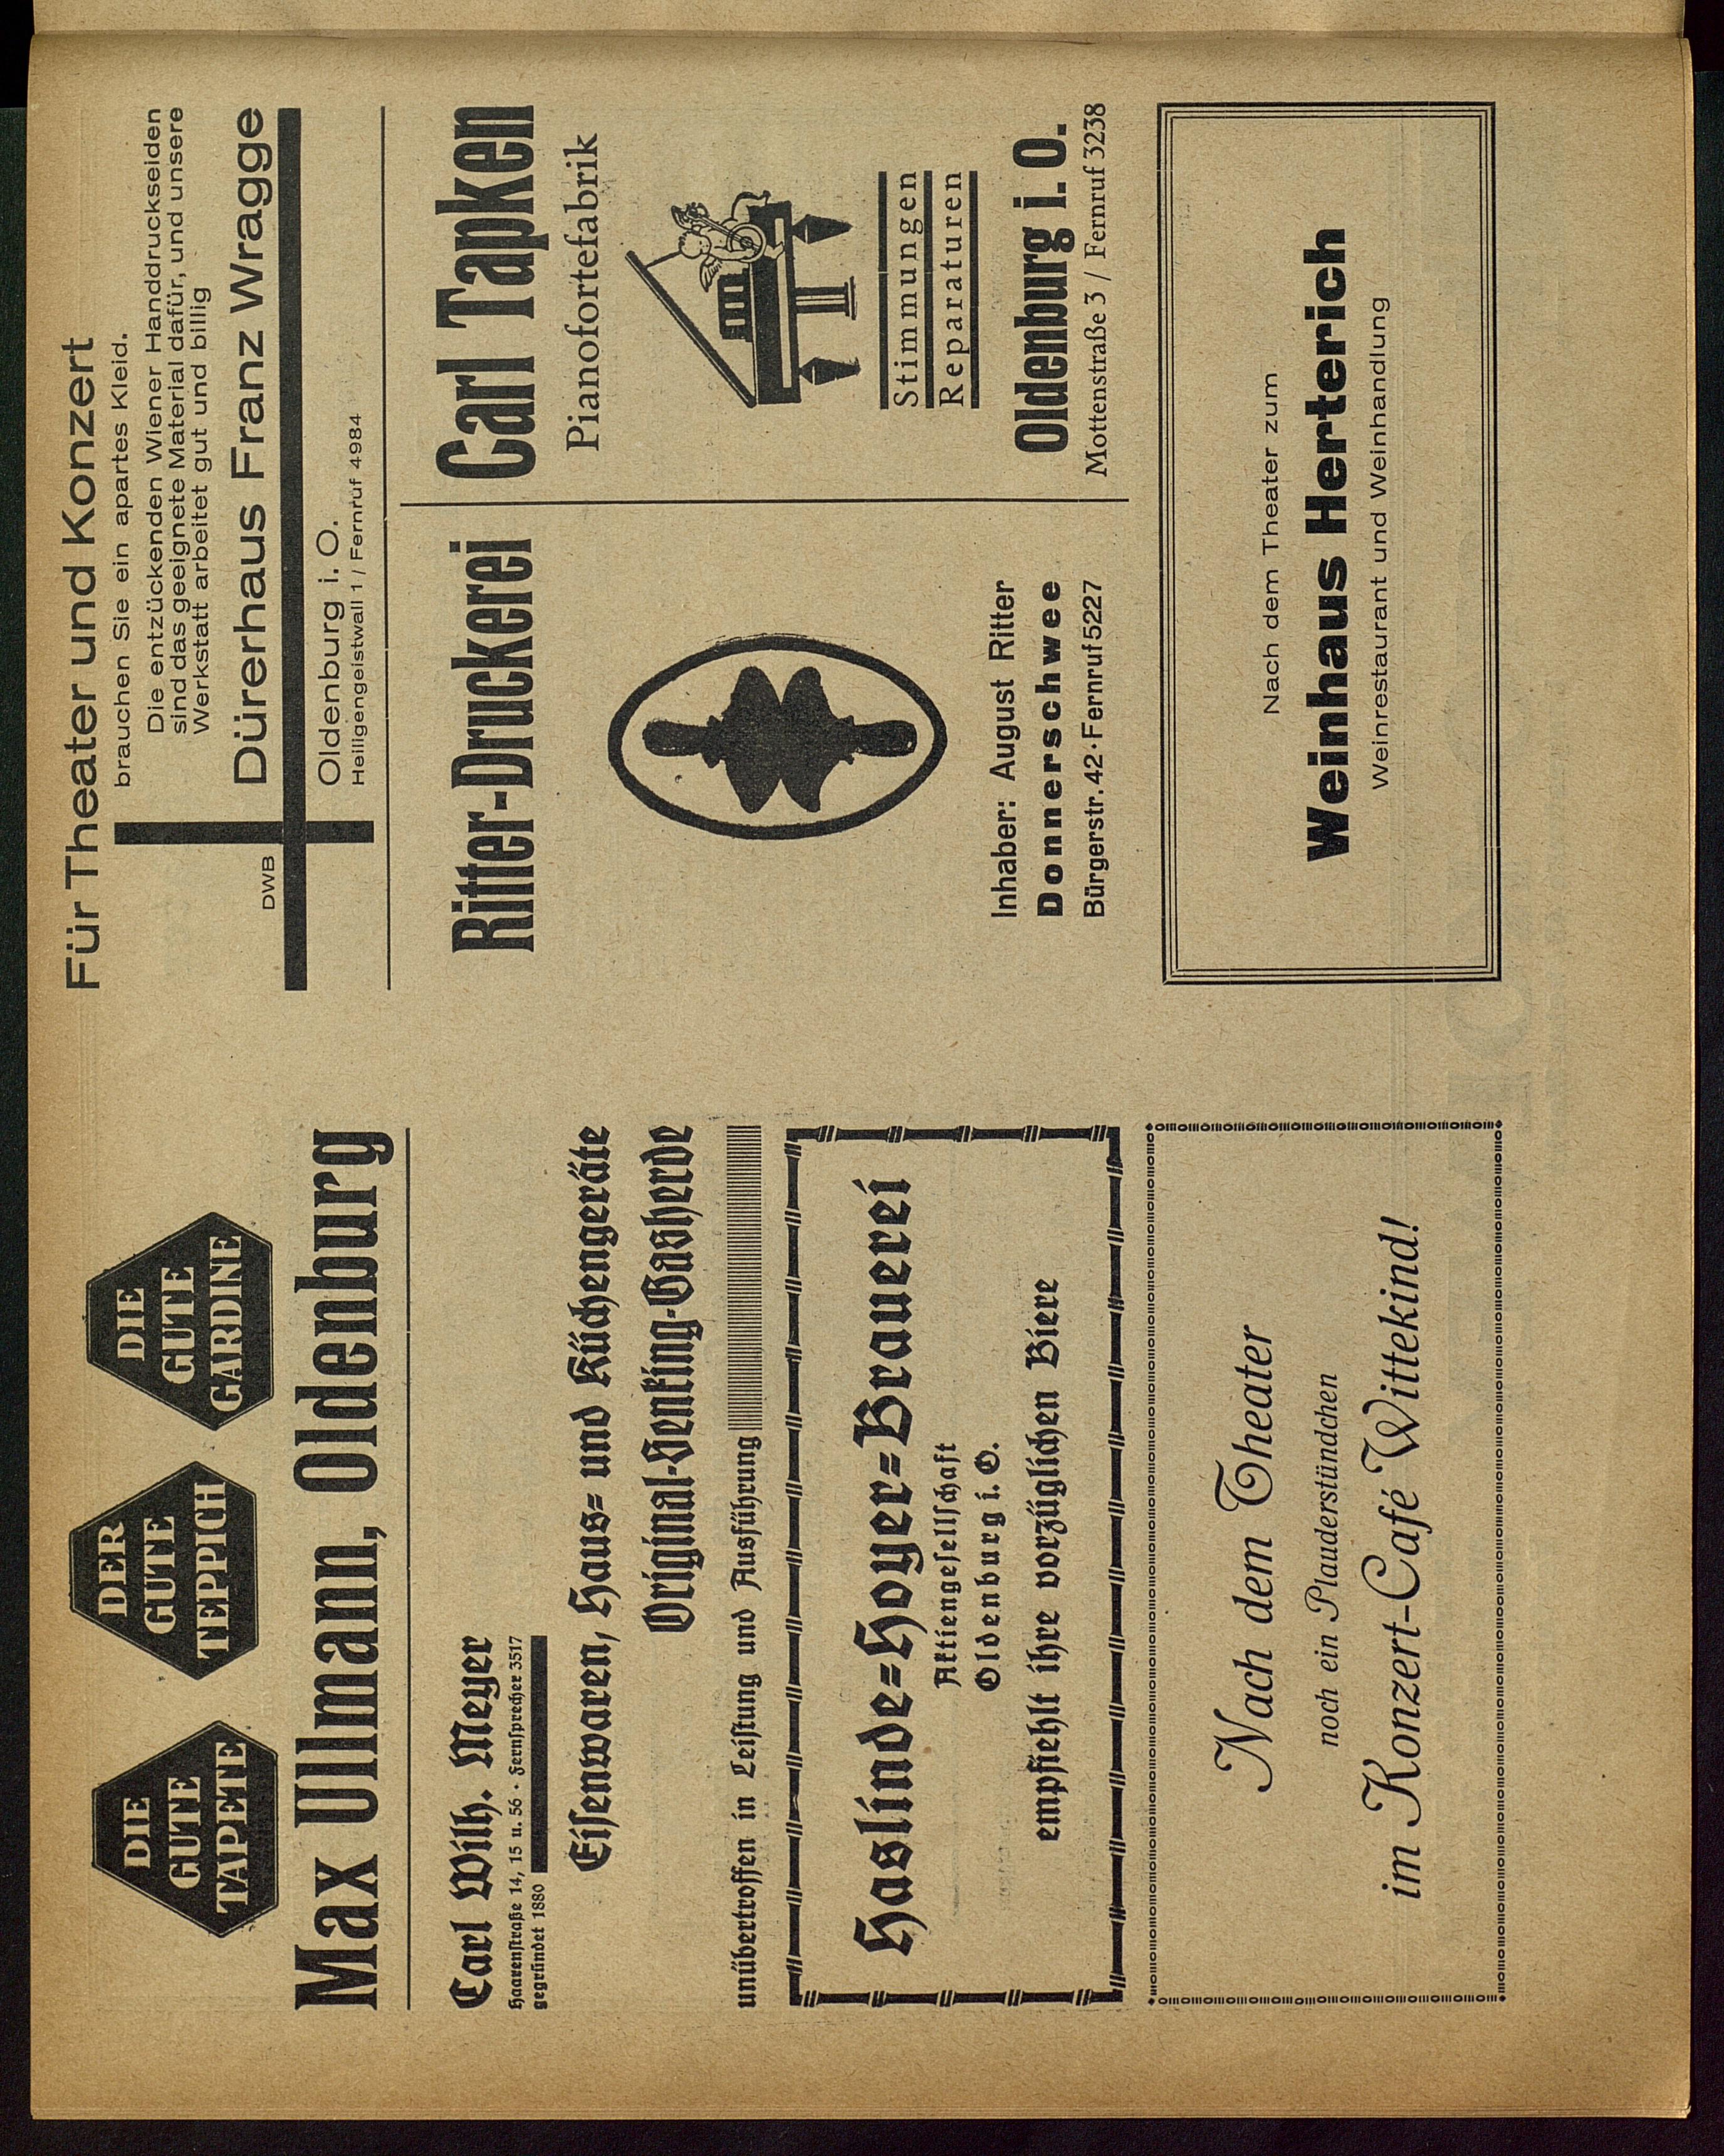 DIE
GUTE
TAPETE
DER
GUTE
TEPPICH
DIE
GUTE
GARDINE
Max Ullmann, Oldenburg
Carl Wilh. Meyer
Haarenstraße 14, 15 u. 56 · Fernsprecher 3517
gegründet 1880
Eisenwaren, Haus- und Küchengeräte
Original-Senking-Gasherde
unübertroffen in Leistung und Ausführung
Haslinde-Hoyer-Brauerei
Aktiengesellschaft
Oldenburg i. O.
empfiehlt ihre vorzüglichen Biere
Nach dem Theater
noch ein Plauderstündchen
im Konzert-Café Wittekind!
Für Theater und Konzert
brauchen Sie ein apartes Kleid.
Die entzückenden Wiener Handdruckseiden
sind das geeignete Material dafür, und unsere
Werkstatt arbeitet gut und billig
DWB
Dürerhaus Franz Wragge
Oldenburg i. O.
Heiligengeistwall 1 / Fernruf 4984
Ritter-Druckerei
Inhaber: August Ritter
Donnerschwee
Bürgerstr. 42 · Fernruf 5227
Carl Tapken
Pianofortefabrik
Stimmungen
Reparaturen
Oldenburg i. O.
Mottenstraße 3 / Fernruf 3238
Nach dem Theater zum
Weinhaus Herterich
Weinrestaurant und Weinhandlung